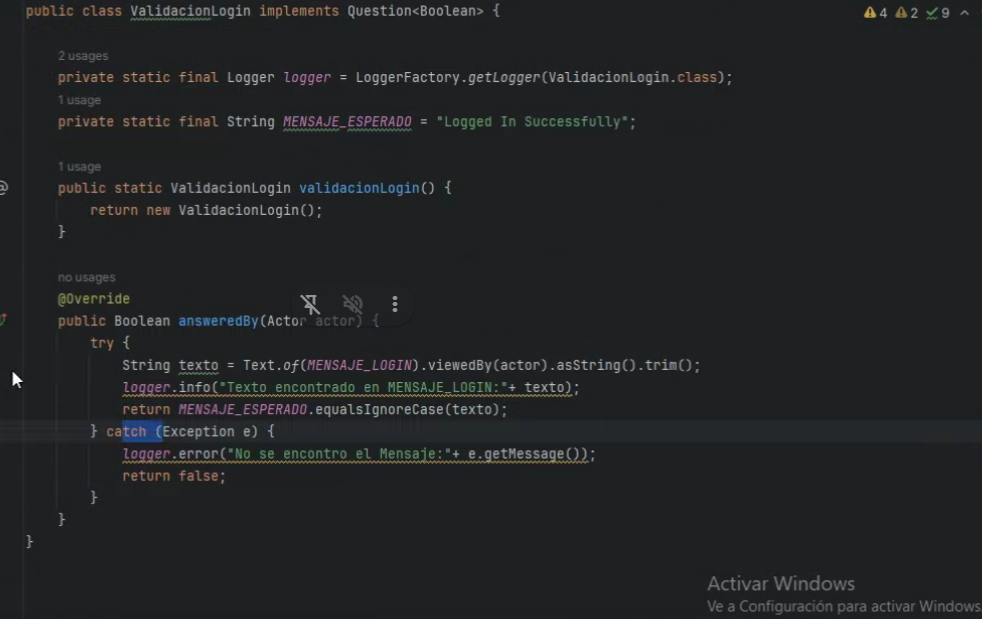 public class ValidacionLogin implements Question<Boolean> {
4 2 9
2 usages
private static final Logger logger = LoggerFactory.getLogger(ValidacionLogin.class);
1 usage
private static final String MENSAJE_ESPERADO = "Logged In Successfully";
1 usage
public static ValidacionLogin validacionLogin() {
return new ValidacionLogin();
}
no usages
@Override
public Boolean answeredBy(Actor actor) {
try {
String texto = Text.of(MENSAJE_LOGIN).viewedBy(actor).asString().trim();
logger.info("Texto encontrado en MENSAJE_LOGIN:"+ texto);
return MENSAJE_ESPERADO.equalsIgnoreCase(texto);
} catch (Exception e) {
logger.error("No se encontro el Mensaje:"+ e.getMessage());
return false;
}
}
}
Activar Windows
Ve a Configuración para activar Windows.